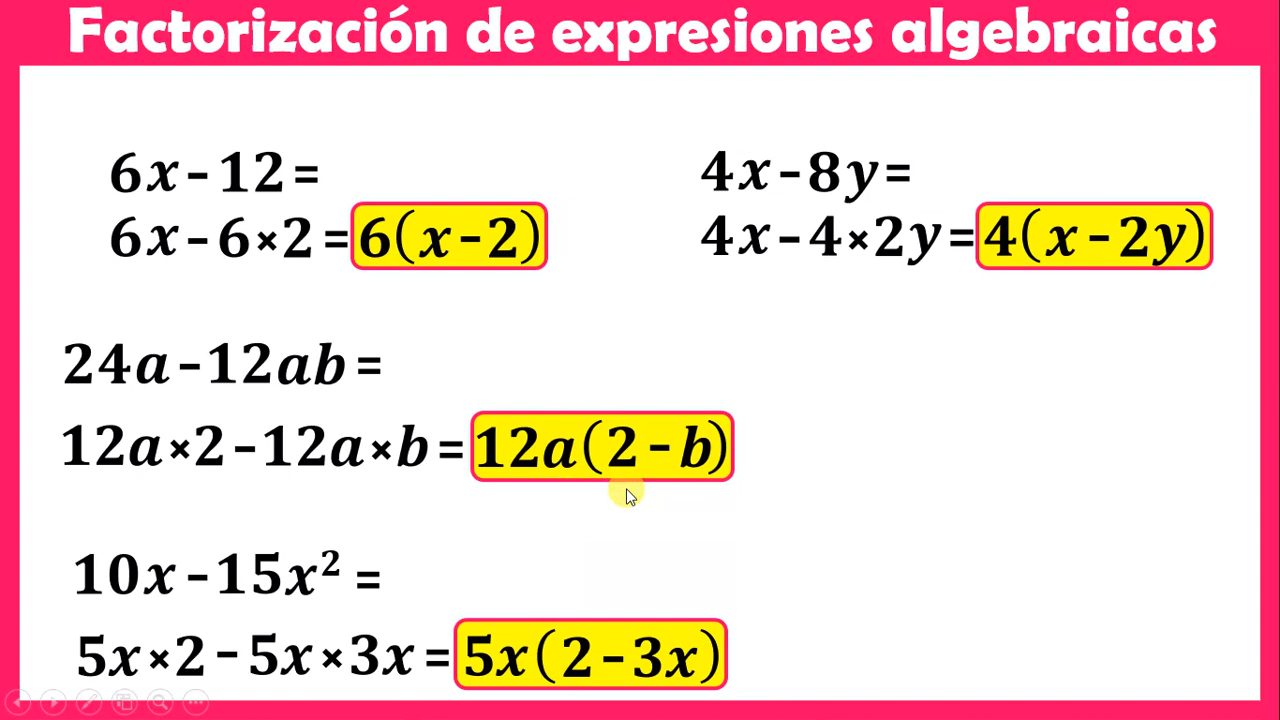 Factorización de expresiones algebraicas
6x-12=
6x-6×2=6(x-2)
4x-8y=
4x-4×2y=4(x-2y)
24a-12ab=
12a×2-12a×b=12a(2-b)
10x-15x²=
5x×2-5x×3x=5x(2-3x)